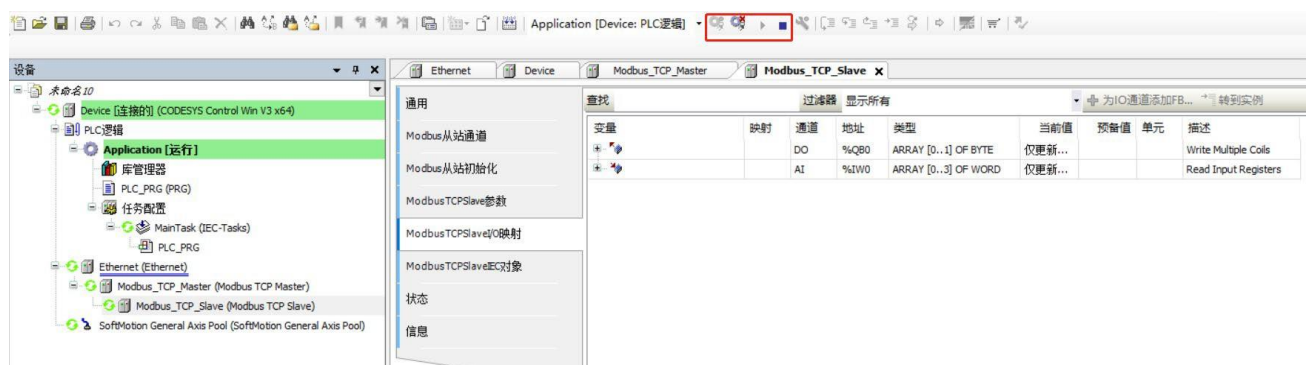 Application [Device: PLC逻辑]
设备
未命名10
Device [连接的] (CODESYS Control Win V3 x64)
PLC逻辑
Application [运行]
库管理器
PLC_PRG (PRG)
任务配置
MainTask (IEC-Tasks)
PLC_PRG
Ethernet (Ethernet)
Modbus_TCP_Master (Modbus TCP Master)
Modbus_TCP_Slave (Modbus TCP Slave)
SoftMotion General Axis Pool (SoftMotion General Axis Pool)
Ethernet Device Modbus_TCP_Master Modbus_TCP_Slave
通用
Modbus从站通道
Modbus从站初始化
ModbusTCPSlave参数
ModbusTCPSlaveI/O映射
ModbusTCPSlaveIEC对象
状态
信息
查找 过滤器 显示所有 为IO通道添加FB... 转到实例
变量 映射 通道 地址 类型 当前值 预备值 单元 描述
DO %QB0 ARRAY [0..1] OF BYTE 仅更新... Write Multiple Coils
AI %IW0 ARRAY [0..3] OF WORD 仅更新... Read Input Registers